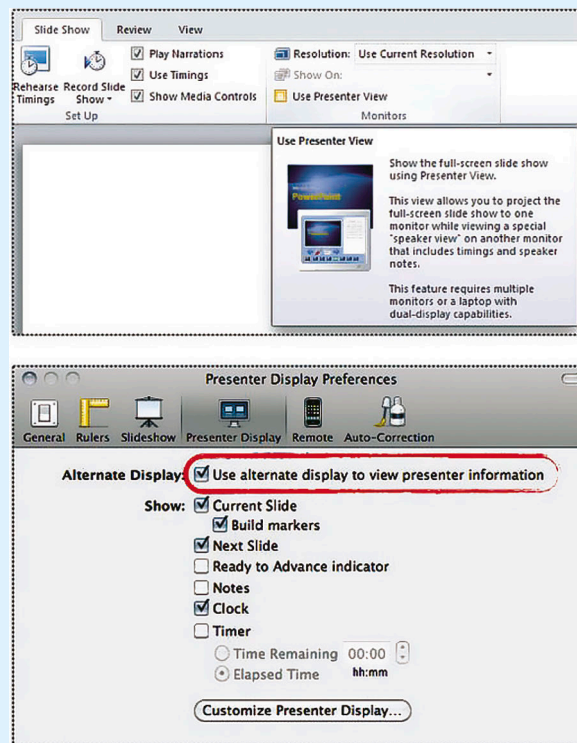 Slide Show Review View
Play Narrations
Use Timings
Show Media Controls
Rehearse Timings
Record Slide Show
Set Up
Resolution: Use Current Resolution
Show On:
Use Presenter View
Monitors
Use Presenter View
PowerPoint
Show the full-screen slide show
using Presenter View.
This view allows you to project the
full-screen slide show to one
monitor while viewing a special
"speaker view" on another monitor
that includes timings and speaker
notes.
This feature requires multiple
monitors or a laptop with
dual-display capabilities.
Presenter Display Preferences
General Rulers Slideshow Presenter Display Remote Auto-Correction
Alternate Display: Use alternate display to view presenter information
Show: Current Slide
Build markers
Next Slide
Ready to Advance indicator
Notes
Clock
Timer
Time Remaining 00:00
Elapsed Time hh:mm
Customize Presenter Display...